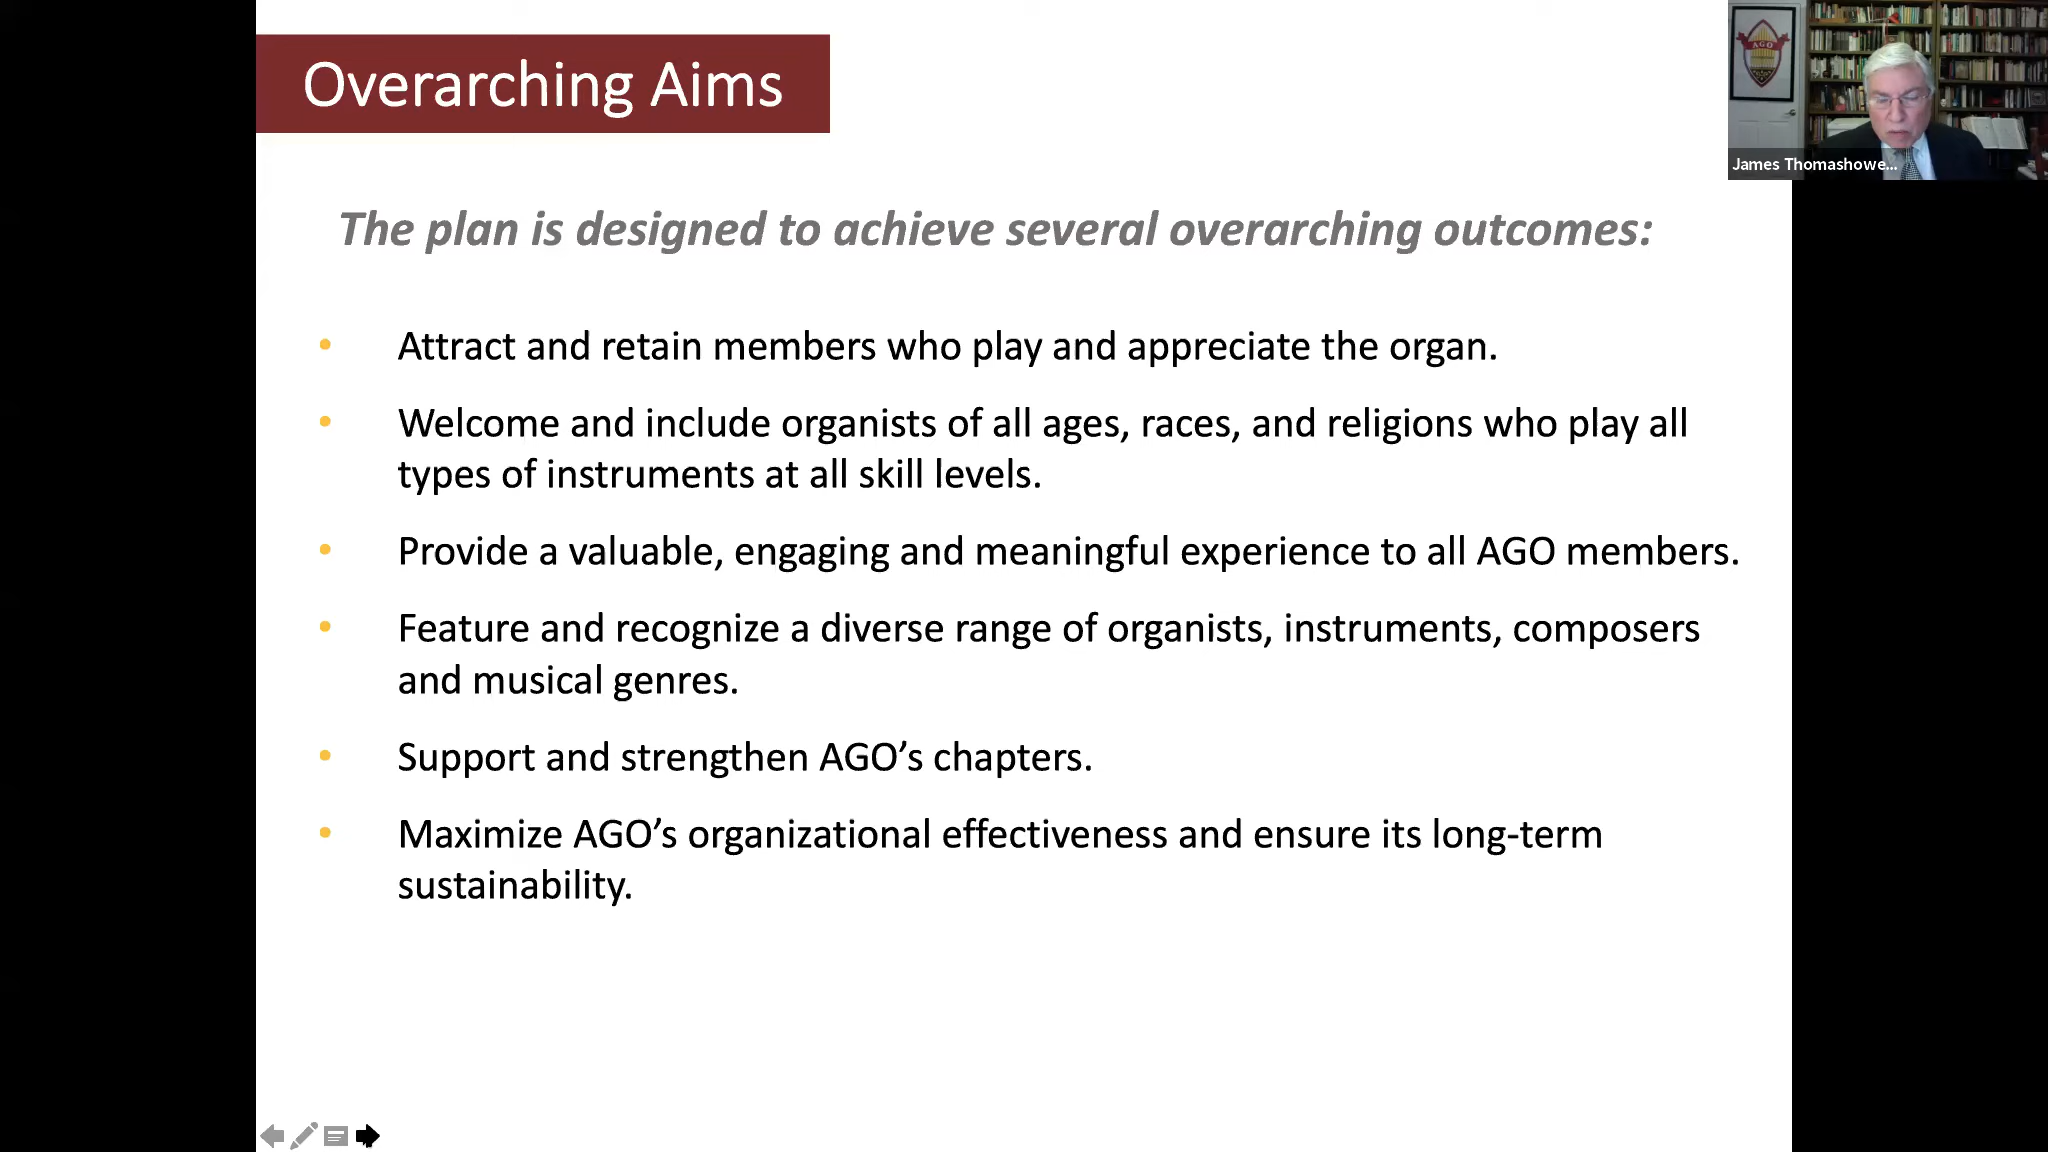 Overarching Aims
AGO
James Thomashowe...
The plan is designed to achieve several overarching outcomes:
• Attract and retain members who play and appreciate the organ.
• Welcome and include organists of all ages, races, and religions who play all
types of instruments at all skill levels.
• Provide a valuable, engaging and meaningful experience to all AGO members.
• Feature and recognize a diverse range of organists, instruments, composers
and musical genres.
• Support and strengthen AGO’s chapters.
• Maximize AGO’s organizational effectiveness and ensure its long-term
sustainability.